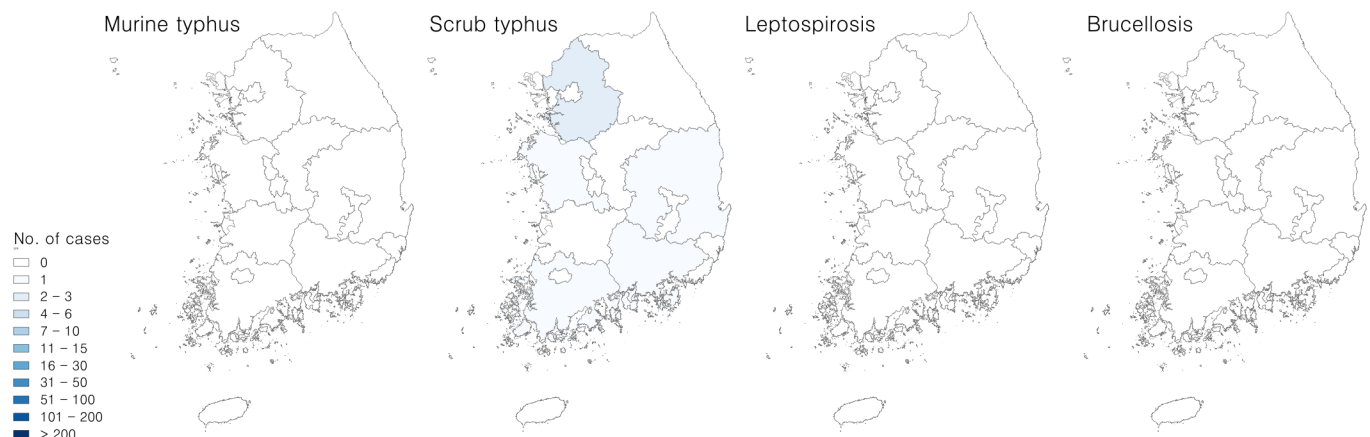 Murine typhus
Scrub typhus
Leptospirosis
Brucellosis
No. of cases
0
1
2 – 3
4 – 6
7 – 10
11 – 15
16 – 30
31 – 50
51 – 100
101 – 200
> 200